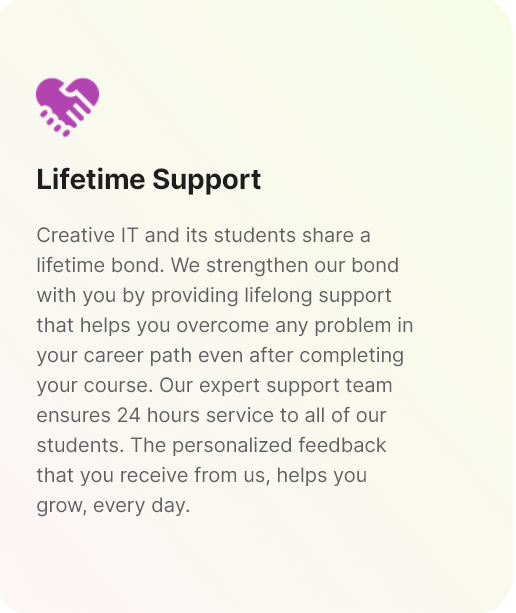 Lifetime Support
Creative IT and its students share a
lifetime bond. We strengthen our bond
with you by providing lifelong support
that helps you overcome any problem in
your career path even after completing
your course. Our expert support team
ensures 24 hours service to all of our
students. The personalized feedback
that you receive from us, helps you
grow, every day.